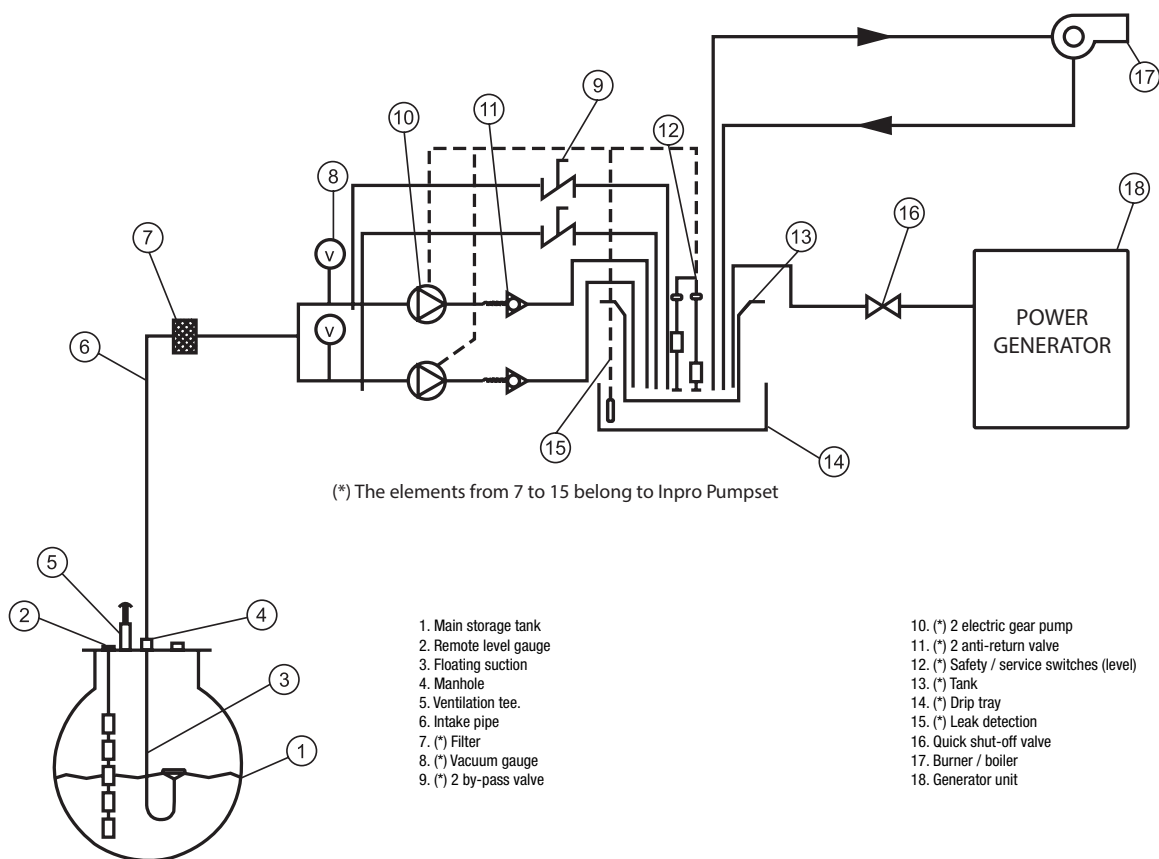 17
9
10
11
12
8
18
16
13
7
V
V
6
POWER
GENERATOR
15
14
(*) The elements from 7 to 15 belong to Inpro Pumpset
5
2
4
3
1
1. Main storage tank
2. Remote level gauge
3. Floating suction
4. Manhole
5. Ventilation tee.
6. Intake pipe
7. (*) Filter
8. (*) Vacuum gauge
9. (*) 2 by-pass valve
10. (*) 2 electric gear pump
11. (*) 2 anti-return valve
12. (*) Safety / service switches (level)
13. (*) Tank
14. (*) Drip tray
15. (*) Leak detection
16. Quick shut-off valve
17. Burner / boiler
18. Generator unit